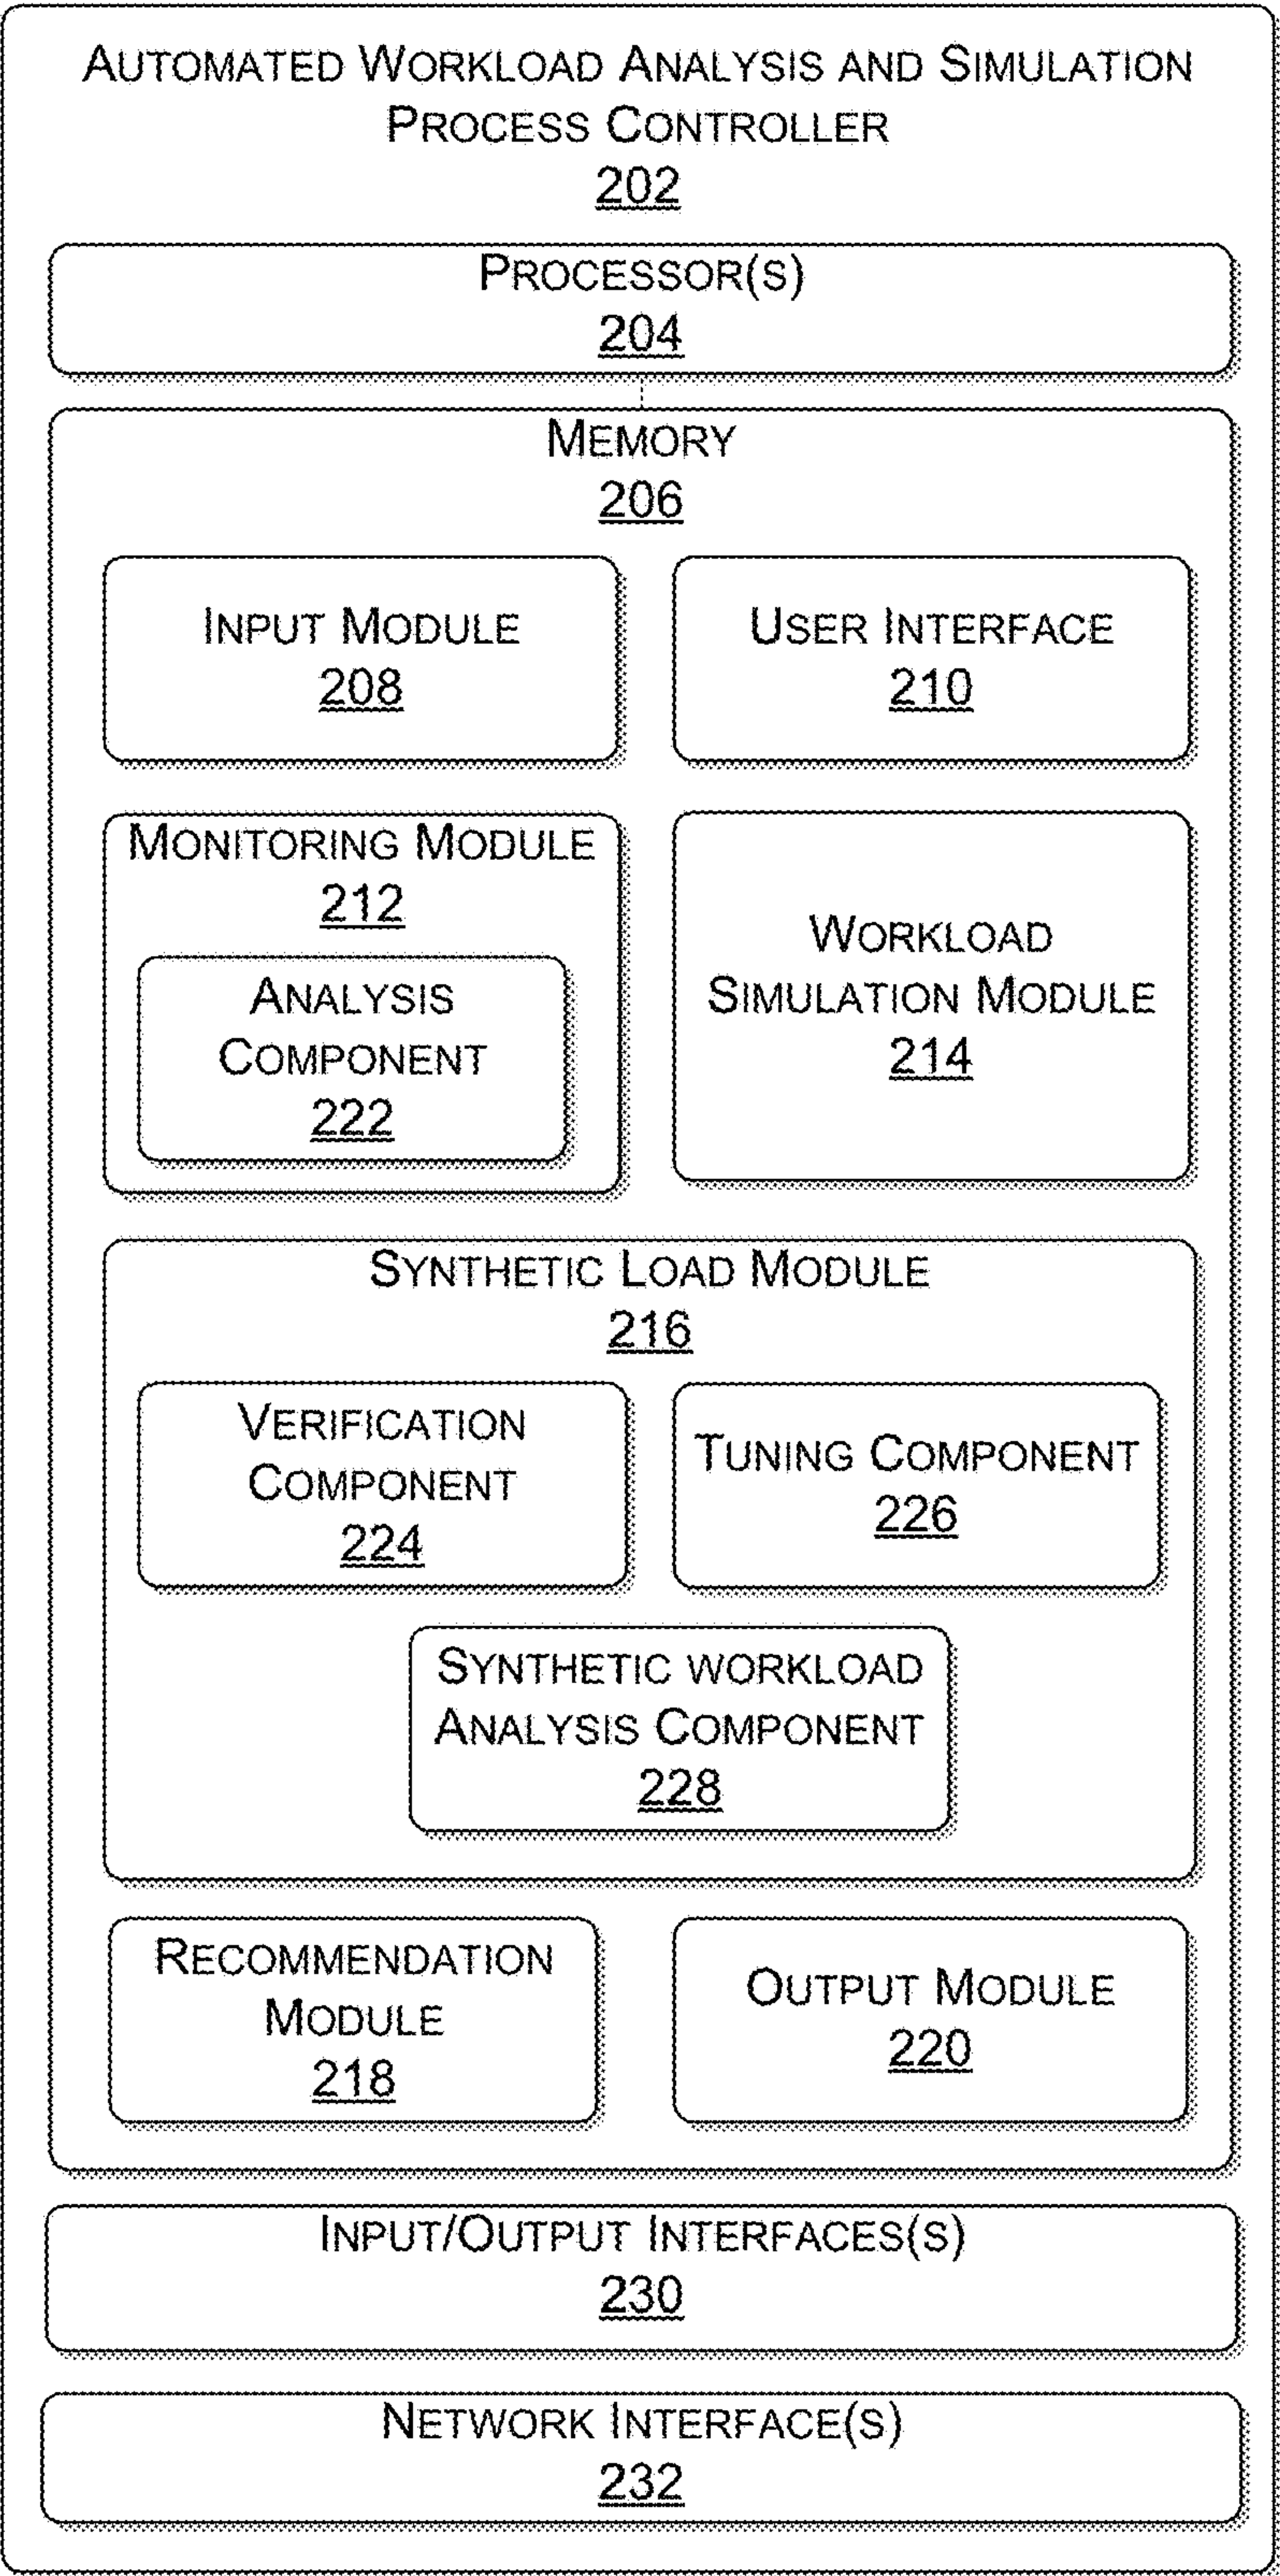 AUTOMATED WORKLOAD ANALYSIS AND SIMULATION
PROCESS CONTROLLER
202
PROCESSOR(S)
204
MEMORY
206
INPUT MODULE
208
USER INTERFACE
210
MONITORING MODULE
212
ANALYSIS
COMPONENT
222
WORKLOAD
SIMULATION MODULE
214
SYNTHETIC LOAD MODULE
216
VERIFICATION
COMPONENT
224
TUNING COMPONENT
226
SYNTHETIC WORKLOAD
ANALYSIS COMPONENT
228
RECOMMENDATION
MODULE
218
OUTPUT MODULE
220
INPUT/OUTPUT INTERFACES(S)
230
NETWORK INTERFACE(S)
232